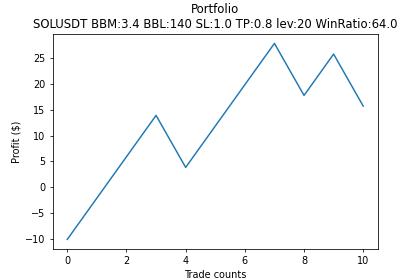 Portfolio
SOLUSDT BBM:3.4 BBL:140 SL:1.0 TP:0.8 lev:20 WinRatio:64.0
Profit ($)
25
20
15
10
5
0
−5
−10
0 2 4 6 8 10
Trade counts